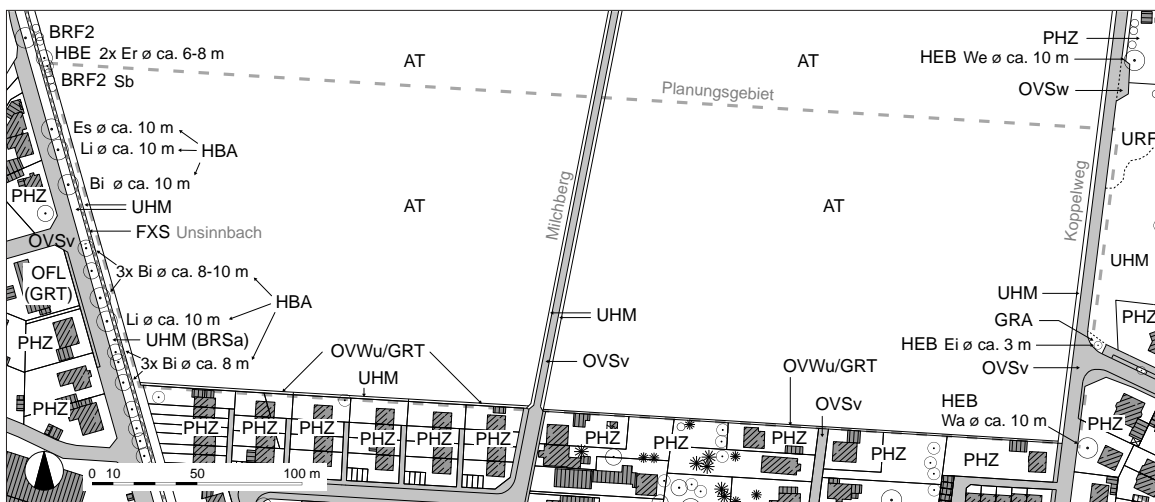 BRF2
HBE 2x Er ø ca. 6-8 m
BRF2 Sb
AT
AT
PHZ
HEB We ø ca. 10 m
OVSw
Planungsgebiet
Es ø ca. 10 m
Li ø ca. 10 m
HBA
Bi ø ca. 10 m
URF
PHZ
UHM
AT
AT
Milchberg
Koppelweg
FXS Unsinnbach
OVSv
UHM
OFL
(GRT)
3x Bi ø ca. 8-10 m
HBA
UHM
Li ø ca. 10 m
UHM
GRA
PHZ
PHZ
UHM (BRSa)
OVWu/GRT
HEB Ei ø ca. 3 m
3x Bi ø ca. 8 m
UHM
OVSv
OVWu/GRT
OVSv
PHZ
OVSv
HEB
Wa ø ca. 10 m
PHZ
PHZ
PHZ
PHZ
PHZ
PHZ
PHZ
PHZ
PHZ
PHZ
PHZ
PHZ
PHZ
0 10 50 100 m